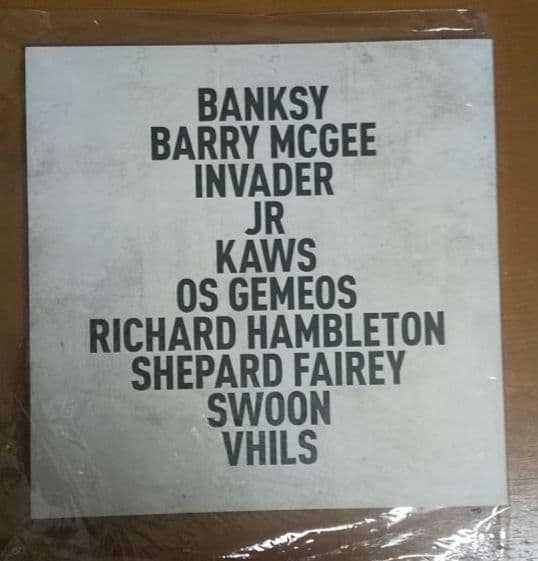 BANKSY
BARRY MCGEE
INVADER
JR
KAWS
OS GEMEOS
RICHARD HAMBLETON
SHEPARD FAIREY
SWOON
VHILS